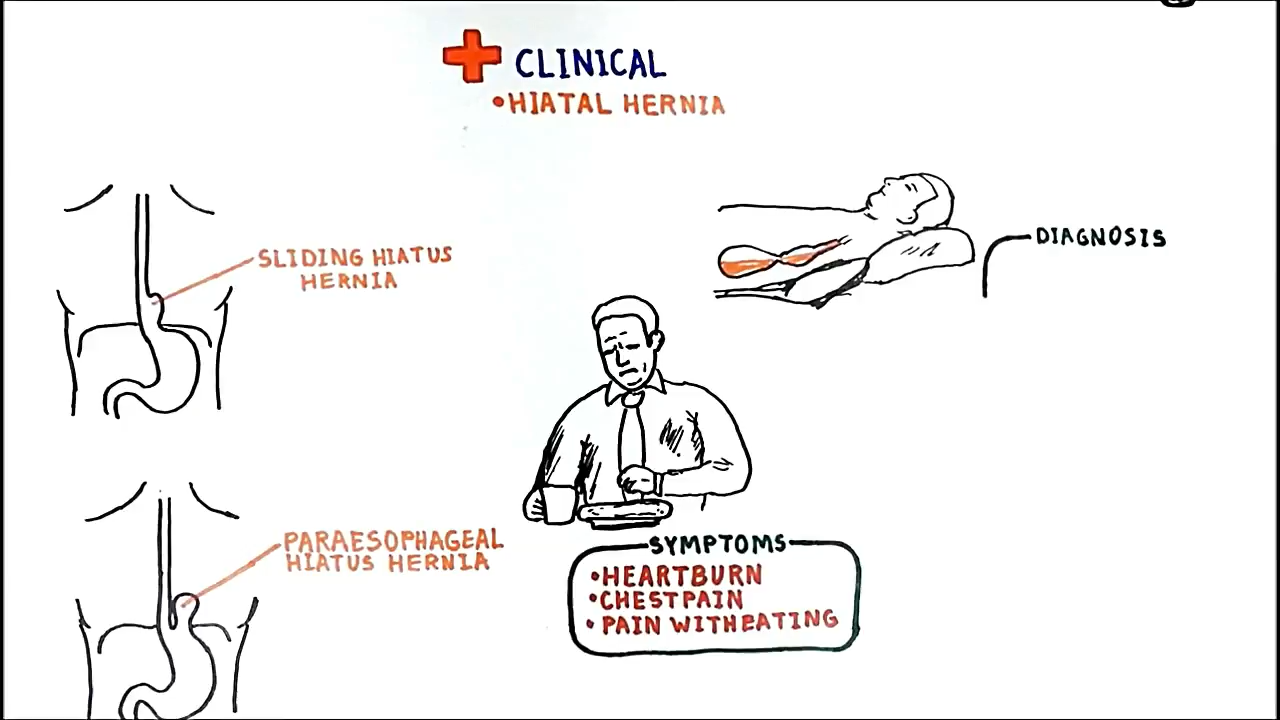 CLINICAL
•HIATAL HERNIA
SLIDING HIATUS
HERNIA
DIAGNOSIS
PARAESOPHAGEAL
HIATUS HERNIA
SYMPTOMS
•HEARTBURN
•CHESTPAIN
•PAIN WITHEATING